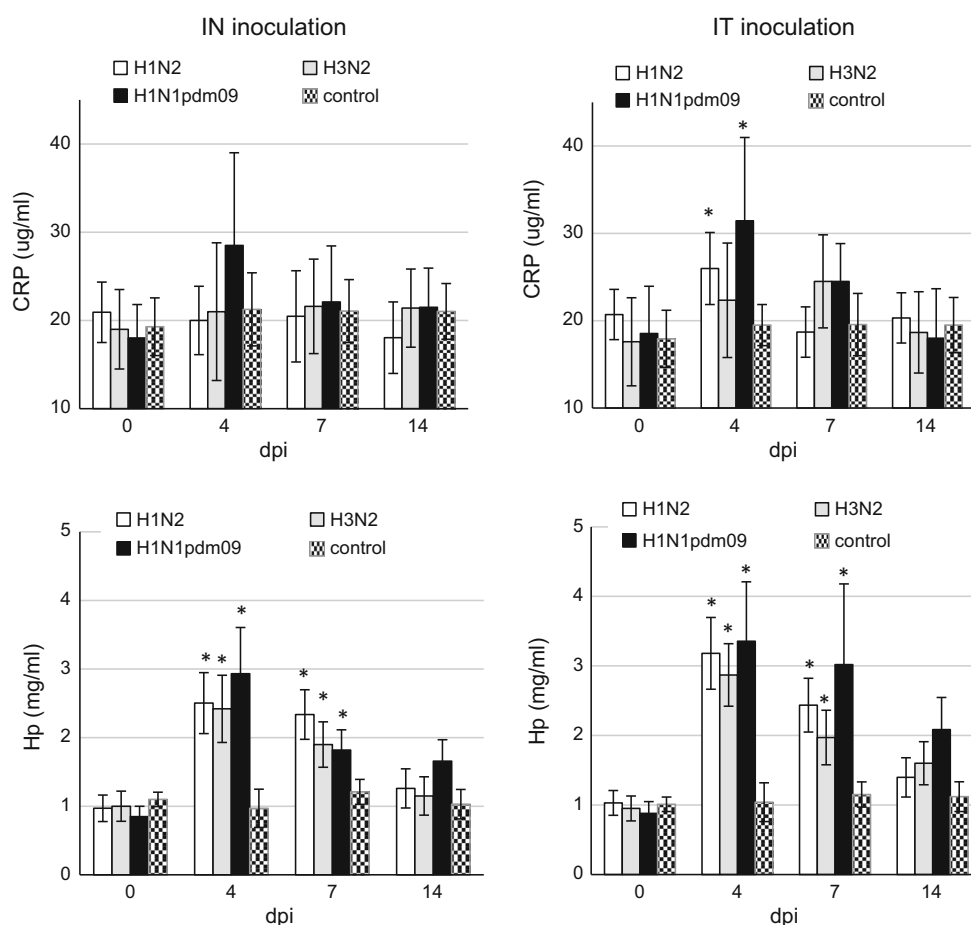 IN inoculation
H1N2 H3N2
H1N1pdm09 control
40
30
20
10
CRP (ug/ml)
0 4 7 14
dpi
IT inoculation
H1N2 H3N2
H1N1pdm09 control
40
30
20
10
CRP (ug/ml)
* *
0 4 7 14
dpi
H1N2 H3N2
H1N1pdm09 control
5
4
3
2
1
0
Hp (mg/ml)
* * * * * *
0 4 7 14
dpi
H1N2 H3N2
H1N1pdm09 control
5
4
3
2
1
0
Hp (mg/ml)
* * * * * *
0 4 7 14
dpi